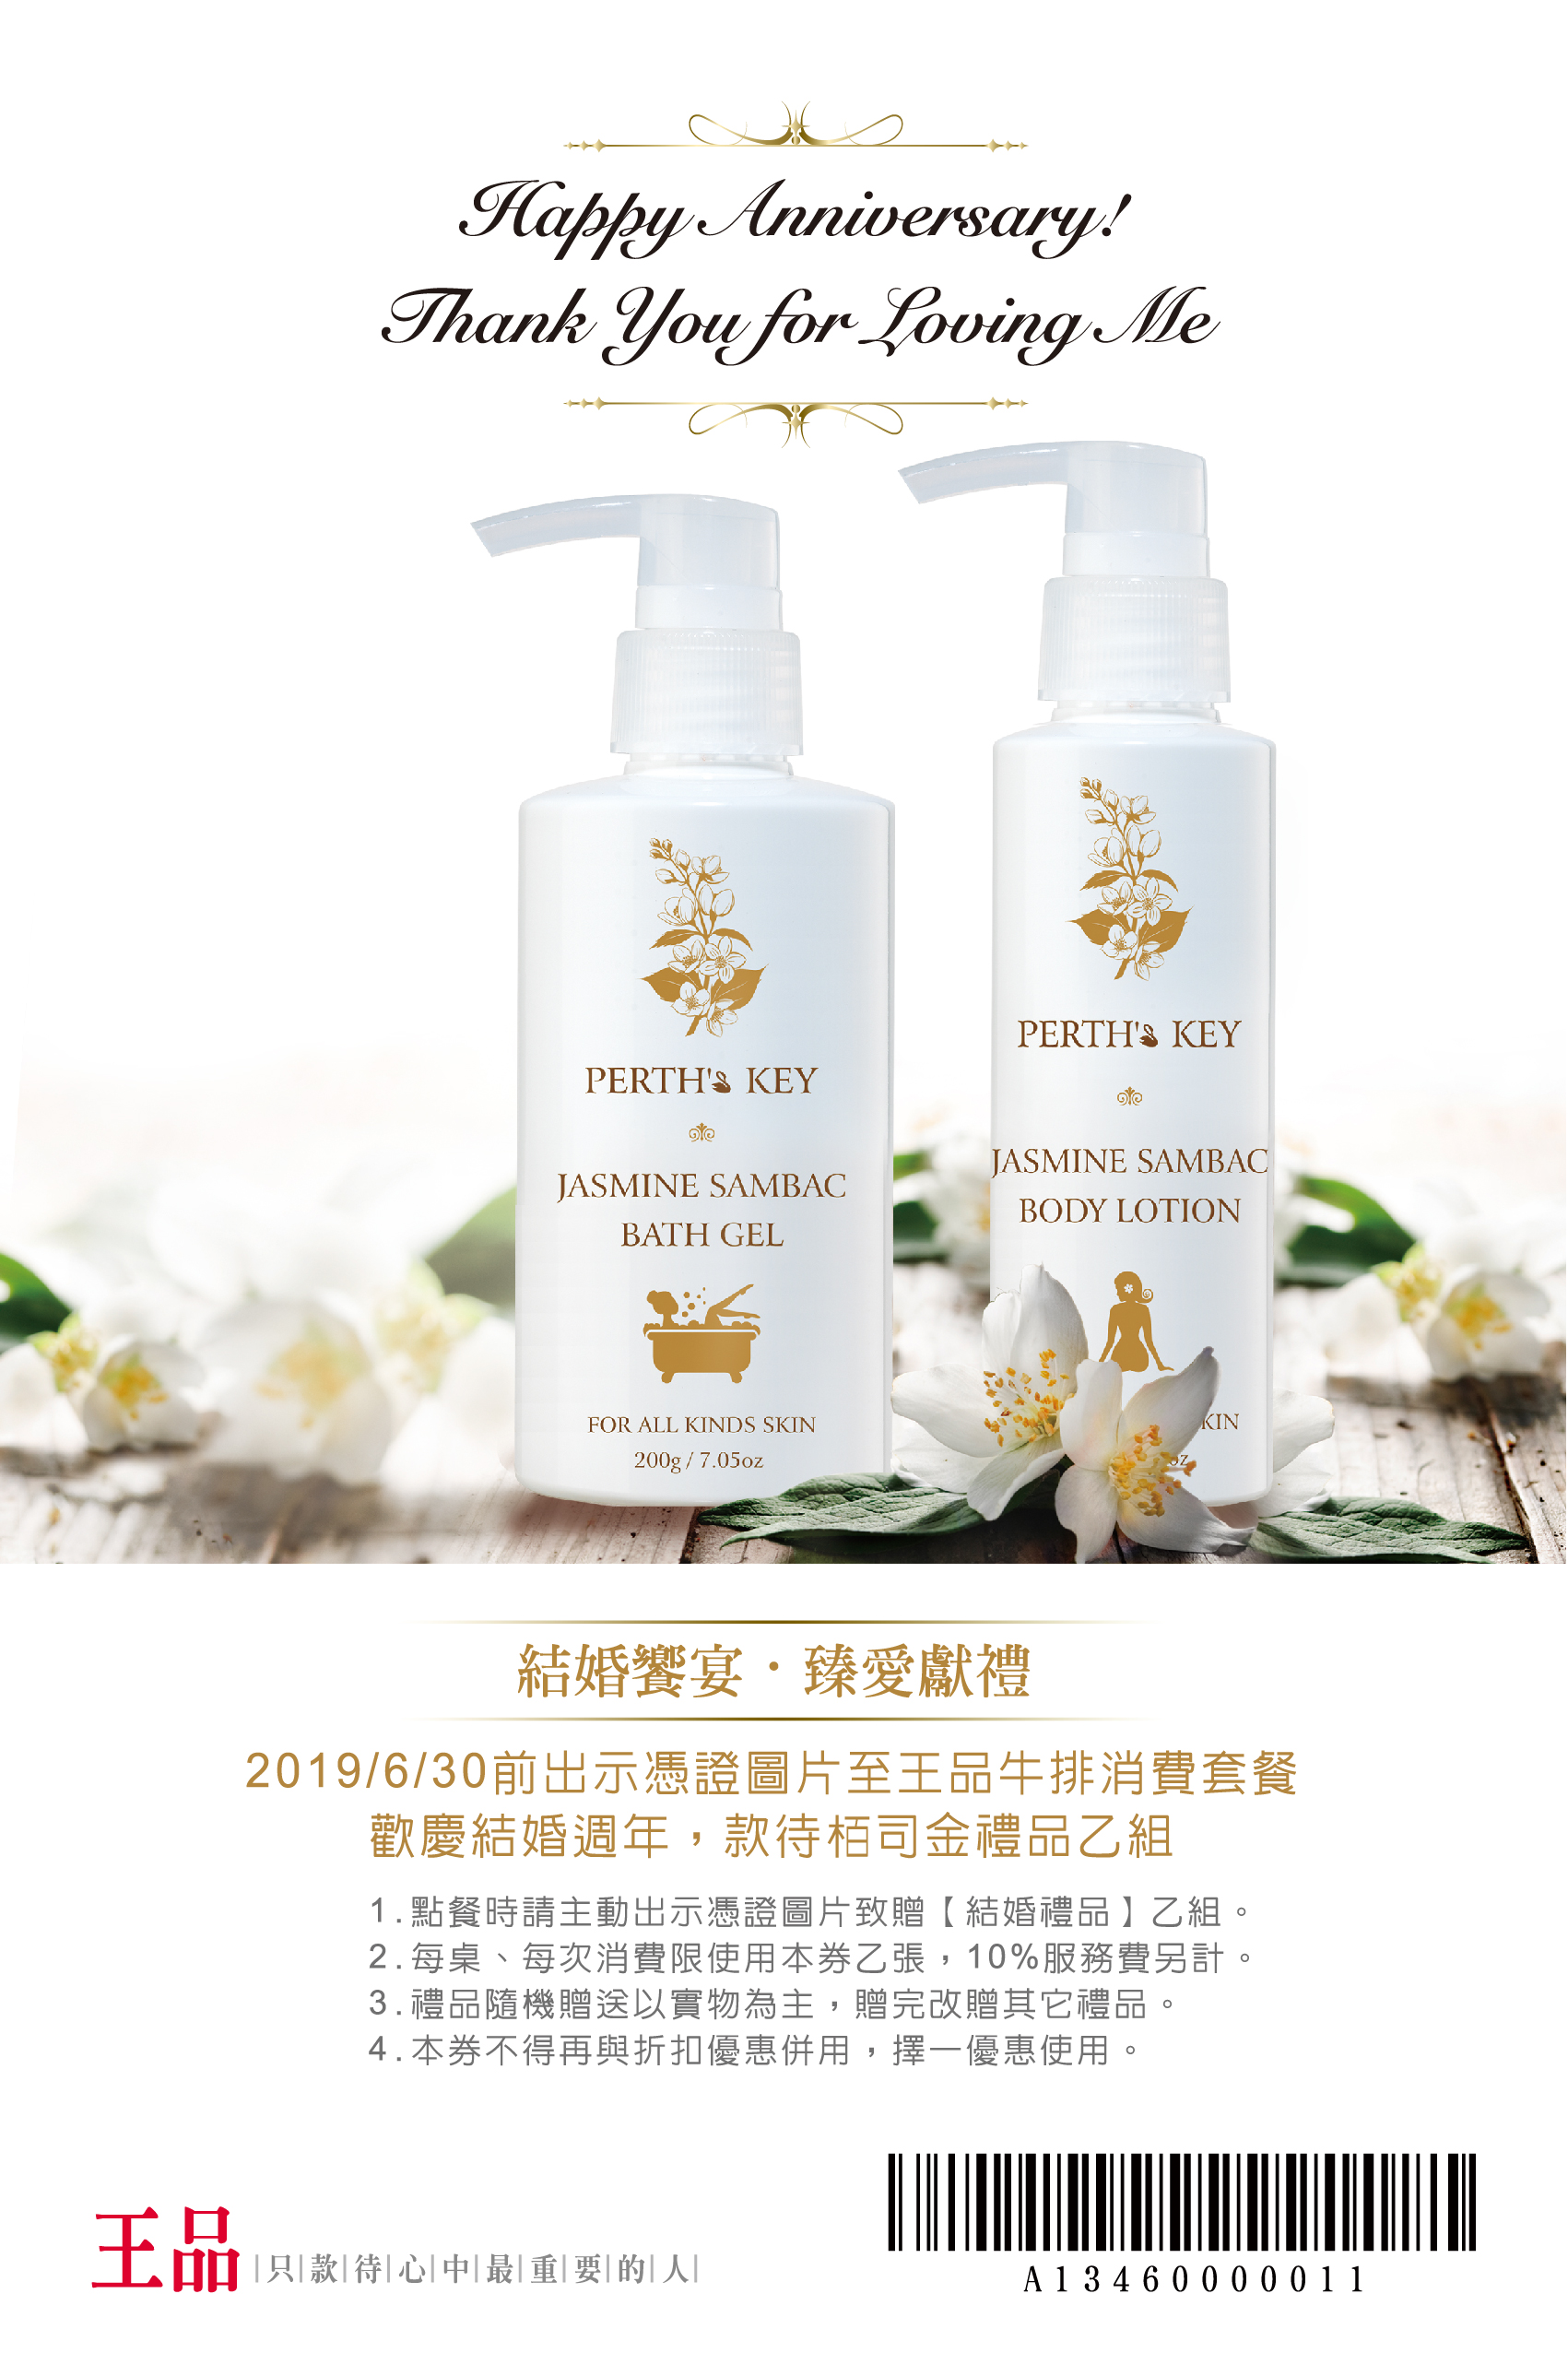 Happy Anniversary!
Thank You for Loving Me
PERTH'S KEY
JASMINE SAMBAC
BATH GEL
FOR ALL KINDS SKIN
200g / 7.05oz
PERTH'S KEY
JASMINE SAMBAC
BODY LOTION
KIN
oz
結婚饗宴·臻愛獻禮
2019/6/30前出示憑證圖片至王品牛排消費套餐
歡慶結婚週年，款待栢司金禮品乙組
1.點餐時請主動出示憑證圖片致贈【結婚禮品】乙組。
2.每桌、每次消費限使用本券乙張，10%服務費另計。
3.禮品隨機贈送以實物為主，贈完改贈其它禮品。
4.本券不得再與折扣優惠併用，擇一優惠使用。
王品|只|款|待|心|中|最|重|要|的|人|
A13460000011